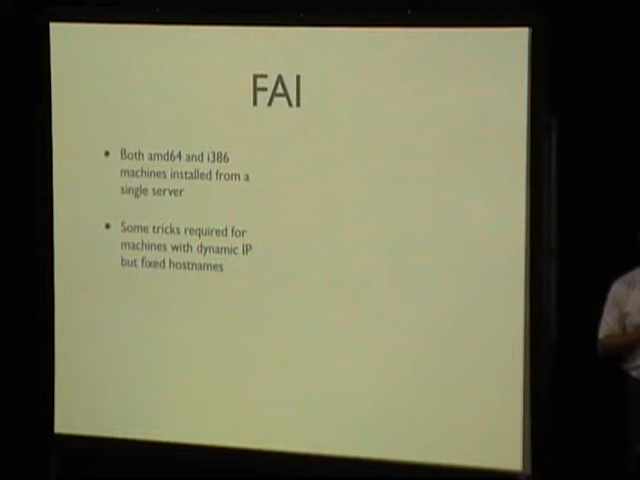 FAI
• Both amd64 and i386
machines installed from a
single server
• Some tricks required for
machines with dynamic IP
but fixed hostnames